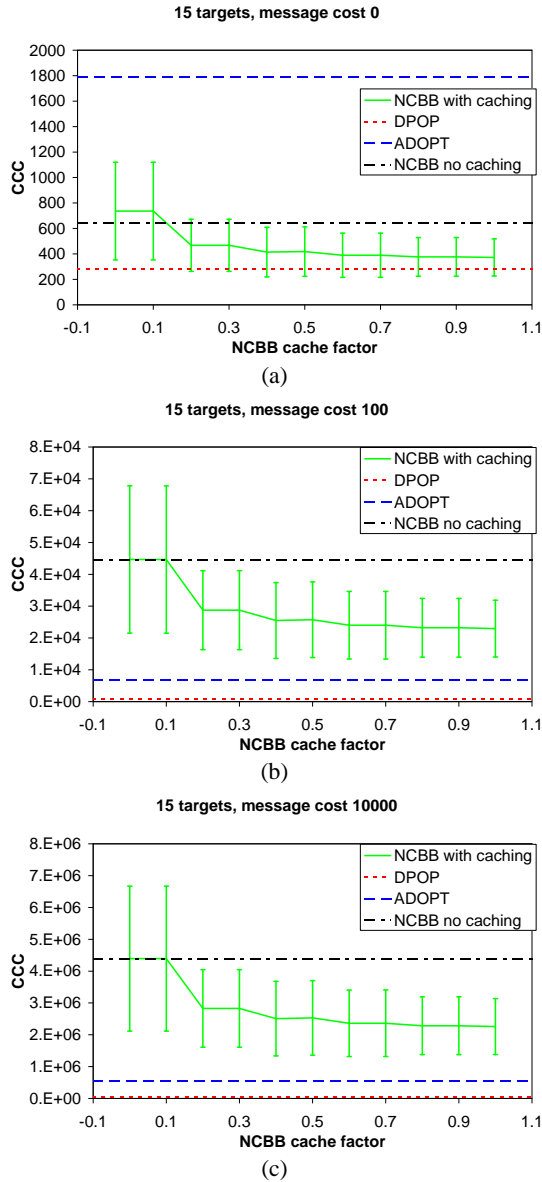 15 targets, message cost 0
2000
1800
1600
1400
1200
1000
800
600
400
200
0
CCC
NCBB with caching
DPOP
ADOPT
NCBB no caching
-0.1 0.1 0.3 0.5 0.7 0.9 1.1
NCBB cache factor
(a)
15 targets, message cost 100
8.E+04
7.E+04
6.E+04
5.E+04
4.E+04
3.E+04
2.E+04
1.E+04
0.E+00
CCC
NCBB with caching
DPOP
ADOPT
NCBB no caching
-0.1 0.1 0.3 0.5 0.7 0.9 1.1
NCBB cache factor
(b)
15 targets, message cost 10000
8.E+06
7.E+06
6.E+06
5.E+06
4.E+06
3.E+06
2.E+06
1.E+06
0.E+00
CCC
NCBB with caching
DPOP
ADOPT
NCBB no caching
-0.1 0.1 0.3 0.5 0.7 0.9 1.1
NCBB cache factor
(c)